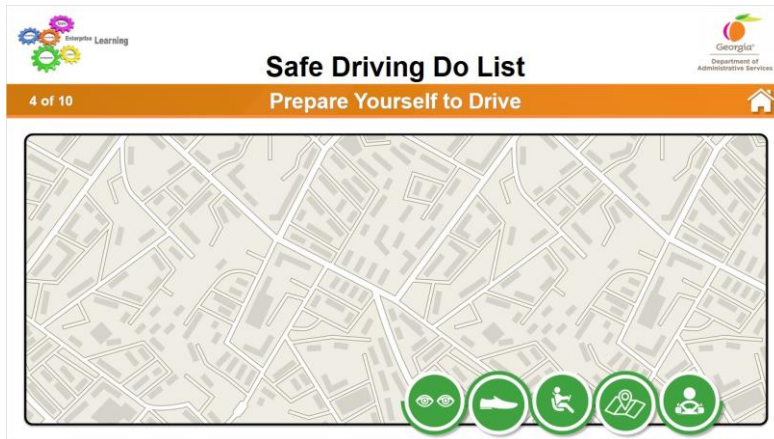 Enterprise Learning
Georgia®
Department of
Administrative Services
Safe Driving Do List
4 of 10
Prepare Yourself to Drive